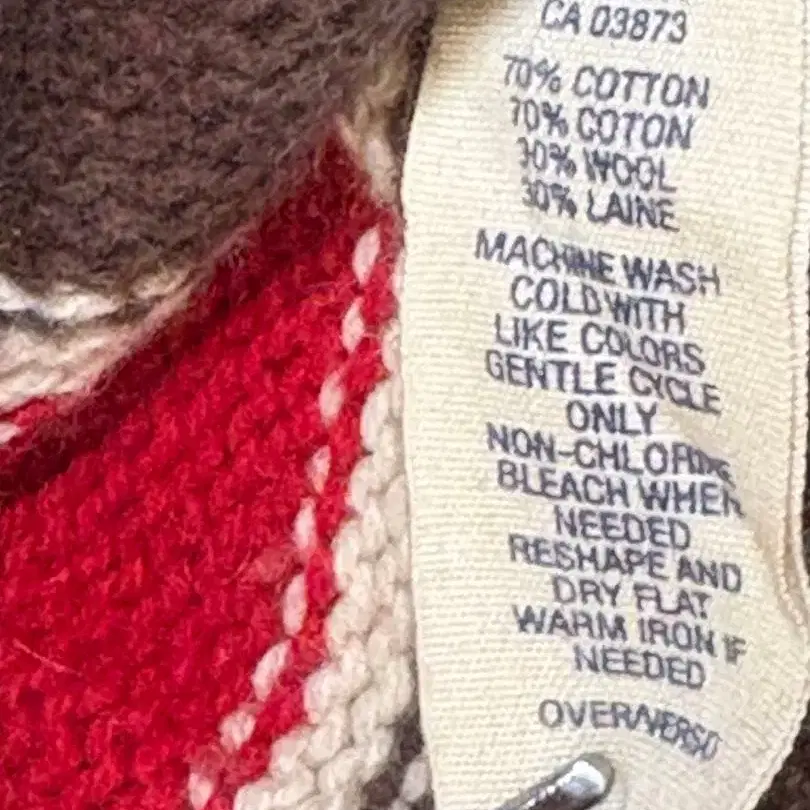 CA 03873
70% COTTON
70% COTON
30% WOOL
30% LAINE
MACHINE WASH
COLD WITH
LIKE COLORS
GENTLE CYCLE
ONLY
NON-CHLORINE
BLEACH WHEN
NEEDED
RESHAPE AND
DRY FLAT
WARM IRON IF
NEEDED
OVER/VERSO